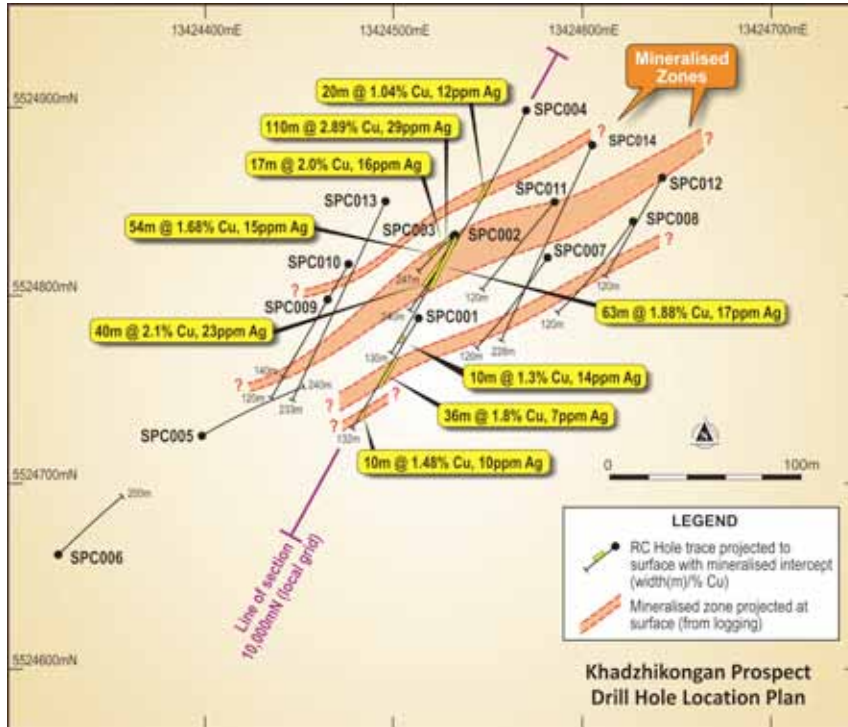 13424400mE
13424500mE
13424600mE
13424700mE
Mineralised
Zones
20m @ 1.04% Cu, 12ppm Ag
SPC004
5524900mN
110m @ 2.89% Cu, 29ppm Ag
?
?
SPC014
17m @ 2.0% Cu, 16ppm Ag
SPC013
SPC011
SPC012
54m @ 1.68% Cu, 15ppm Ag
SPC003
SPC002
SPC008
?
SPC010
SPC007
247m
120m
120m
5524800mN
?
SPC009
140m
120m
63m @ 1.88% Cu, 17ppm Ag
SPC001
40m @ 2.1% Cu, 23ppm Ag
130m
120m
228m
140m
10m @ 1.3% Cu, 14ppm Ag
?
240m
120m
233m
?
?
36m @ 1.8% Cu, 7ppm Ag
?
132m
SPC005
10m @ 1.48% Cu, 10ppm Ag
N
0
100m
5524700mN
200m
SPC006
LEGEND
RC Hole trace projected to
surface with mineralised intercept
(width(m)/% Cu)
Mineralised zone projected at
surface (from logging)
Line of section
10,000mN (local grid)
5524600mN
Khadzhikongan Prospect
Drill Hole Location Plan